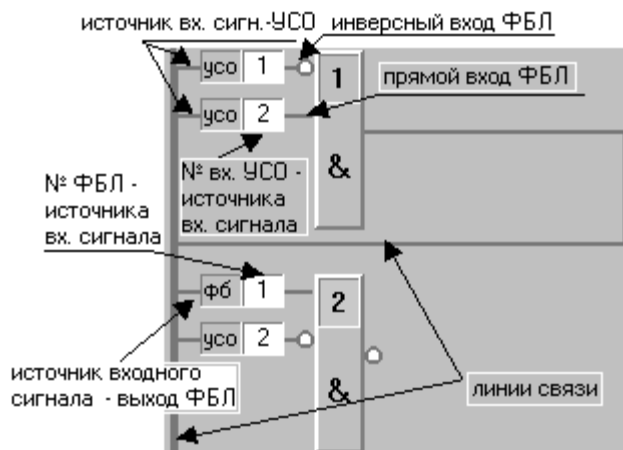 источник вх. сигн.-УСО
инверсный вход ФБЛ
усо 1
1
прямой вход ФБЛ
усо 2
&
№ вх. УСО -
источника
вх. сигнала
№ ФБЛ -
источника
вх. сигнала
фб 1
2
усо 2
&
источник входного
сигнала - выход ФБЛ
линии связи